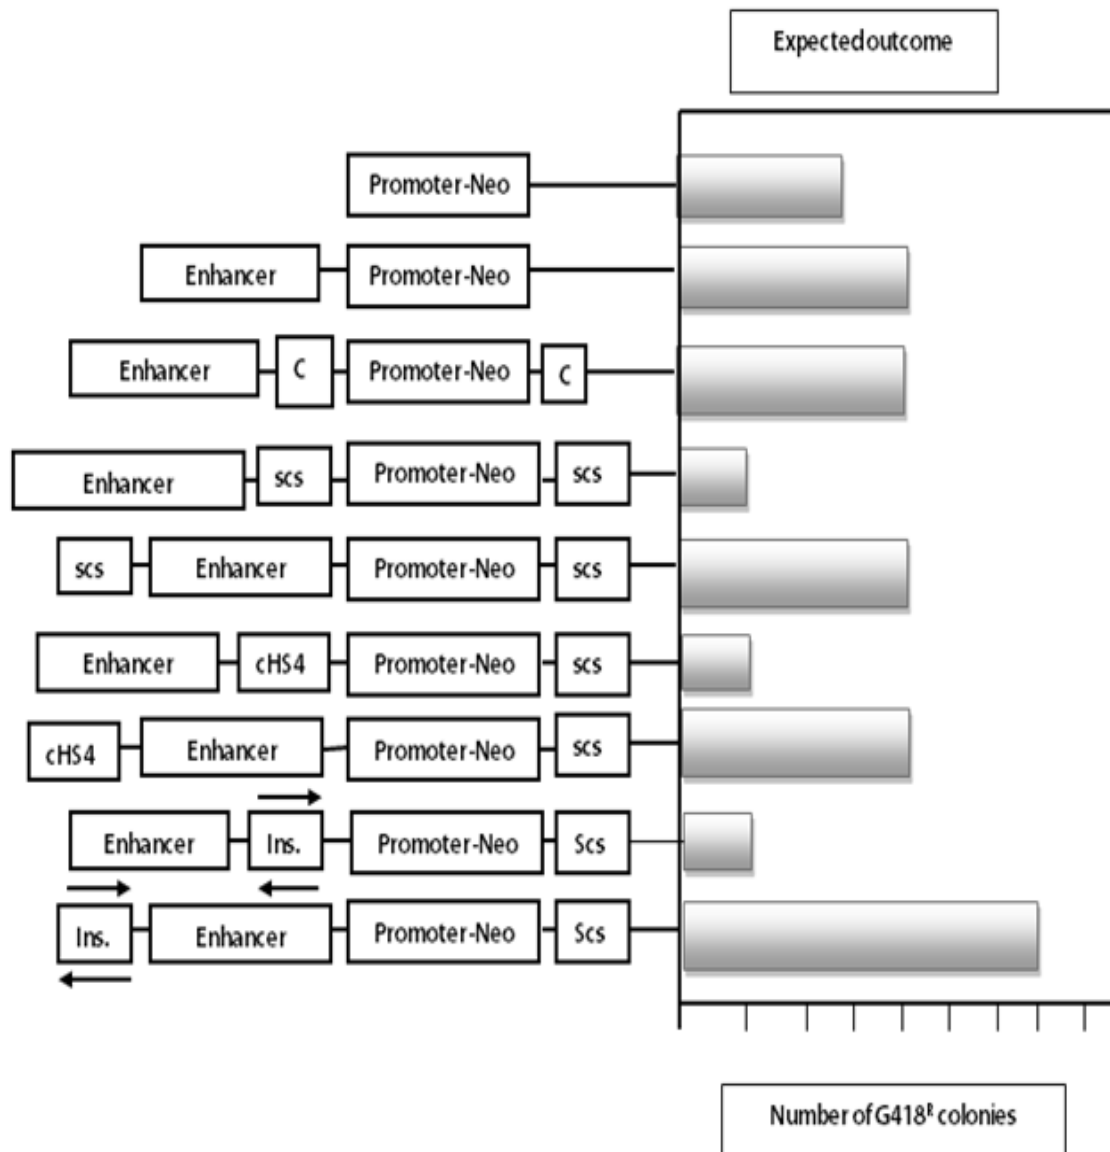 Expected outcome
Promoter-Neo
Enhancer Promoter-Neo
Enhancer C Promoter-Neo C
Enhancer scs Promoter-Neo scs
scs Enhancer Promoter-Neo scs
Enhancer cHS4 Promoter-Neo scs
cHS4 Enhancer Promoter-Neo scs
Enhancer Ins. Promoter-Neo Scs
Ins. Enhancer Promoter-Neo Scs
Number of G418ᴿ colonies